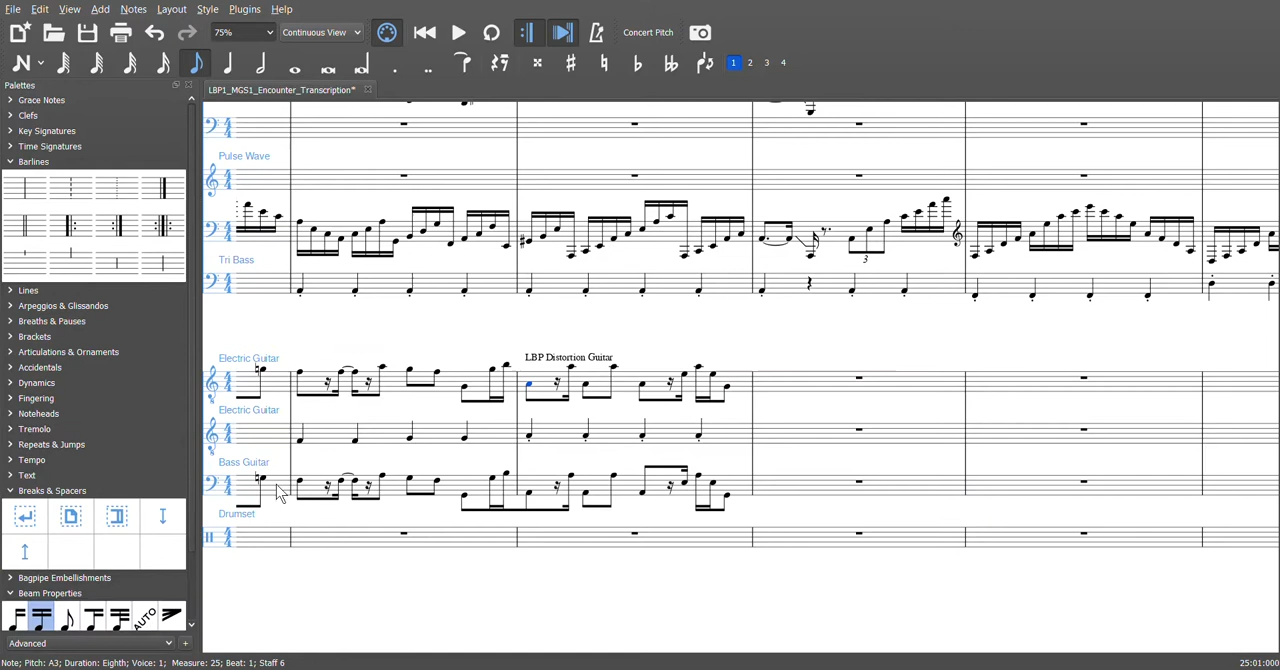 File Edit View Add Notes Layout Style Plugins Help
75% Continuous View Concert Pitch
1 2 3 4
Palettes
LBP1_MGS1_Encounter_Transcription*
Grace Notes
Clefs
Key Signatures
Time Signatures
Barlines
Lines
Arpeggios & Glissandos
Breaths & Pauses
Brackets
Articulations & Ornaments
Accidentals
Dynamics
Fingering
Noteheads
Tremolo
Repeats & Jumps
Tempo
Text
Breaks & Spacers
Bagpipe Embellishments
Beam Properties
AUTO
Advanced +
Pulse Wave
3
Tri Bass
Electric Guitar
LBP Distortion Guitar
Electric Guitar
Bass Guitar
Drumset
Note; Pitch: A3; Duration: Eighth; Voice: 1; Measure: 25; Beat: 1; Staff 6
25:01:000